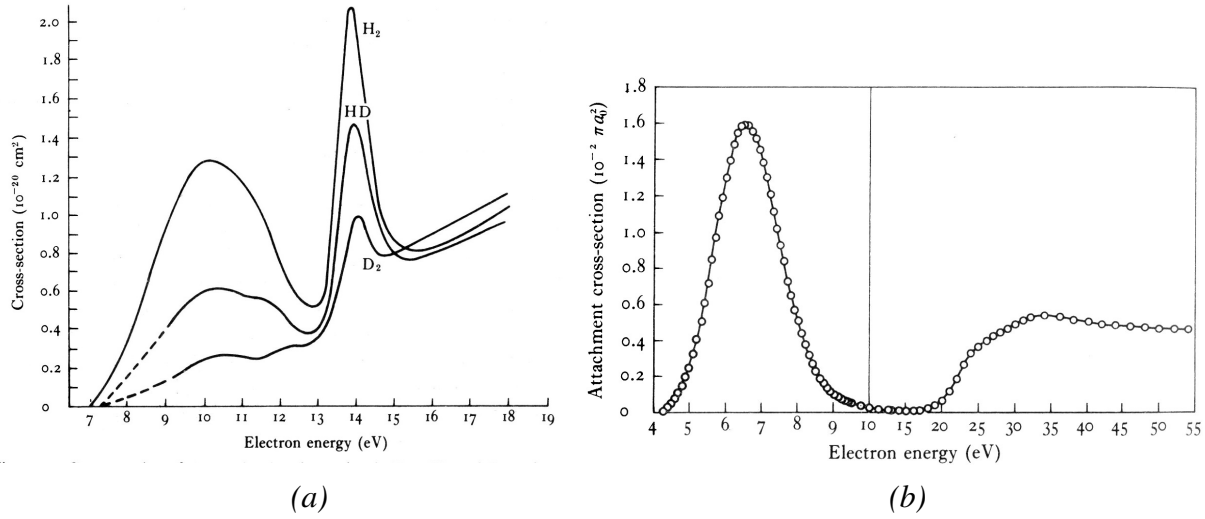 2.0
1.8
1.6
1.4
1.2
1.0
0.8
0.6
0.4
0.2
0
Cross-section (10⁻²⁰ cm²)
H₂
HD
D₂
7 8 9 10 11 12 13 14 15 16 17 18 19
Electron energy (eV)
(a)
1.8
1.6
1.4
1.2
1.0
0.8
0.6
0.4
0.2
0
Attachment cross-section (10⁻² πa₀²)
4 5 6 7 8 9 10 15 20 25 30 35 40 45 50 55
Electron energy (eV)
(b)